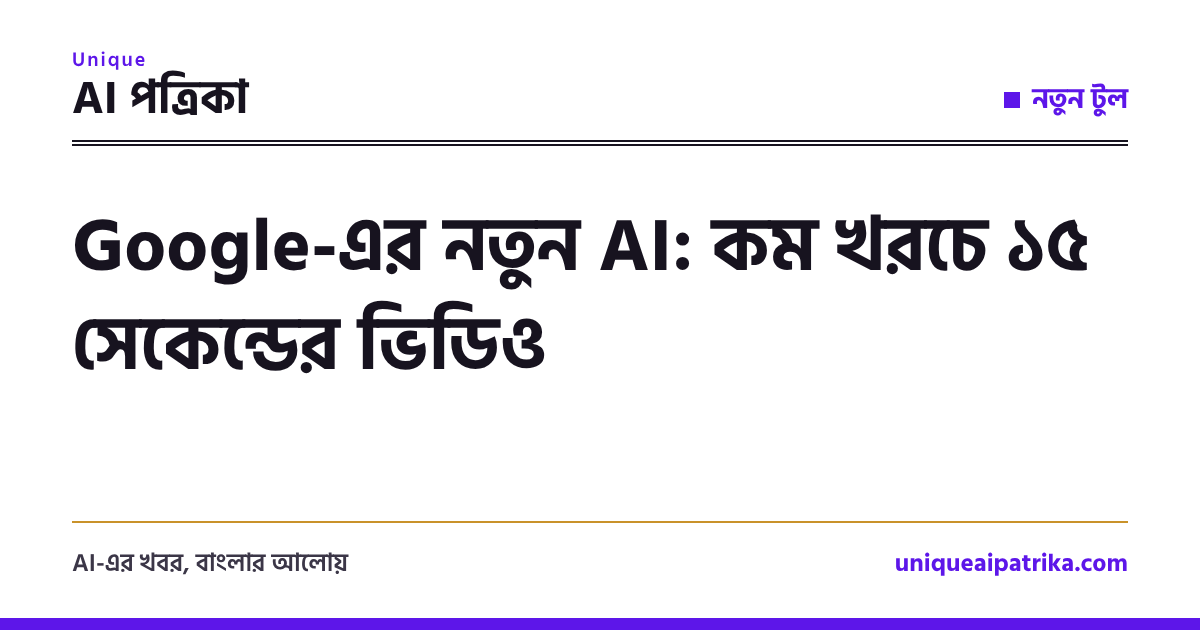 Unique
AI পত্রিকা
নতুন টুল
Google-এর নতুন AI: কম খরচে ১৫
সেকেন্ডের ভিডিও
AI-এর খবর, বাংলার আলোয়
uniqueaipatrika.com